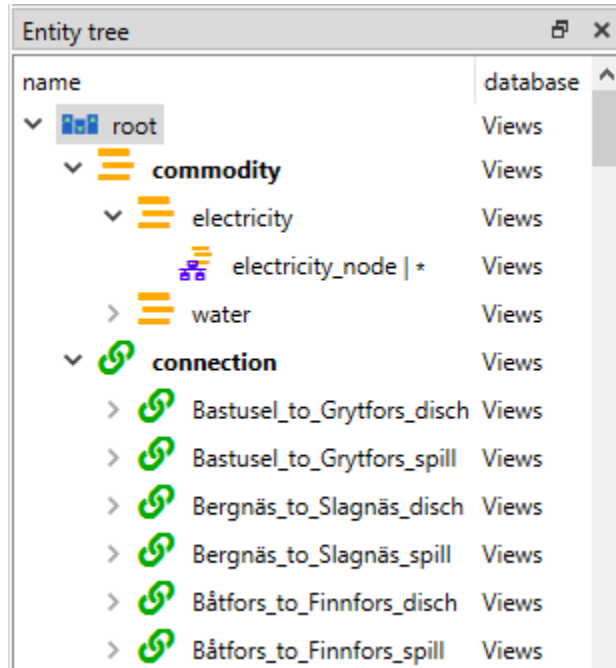 Entity tree
name database
root Views
commodity Views
electricity Views
electricity_node | * Views
water Views
connection Views
Bastusel_to_Grytfors_disch Views
Bastusel_to_Grytfors_spill Views
Bergnäs_to_Slagnäs_disch Views
Bergnäs_to_Slagnäs_spill Views
Båtfors_to_Finnfors_disch Views
Båtfors_to_Finnfors_spill Views